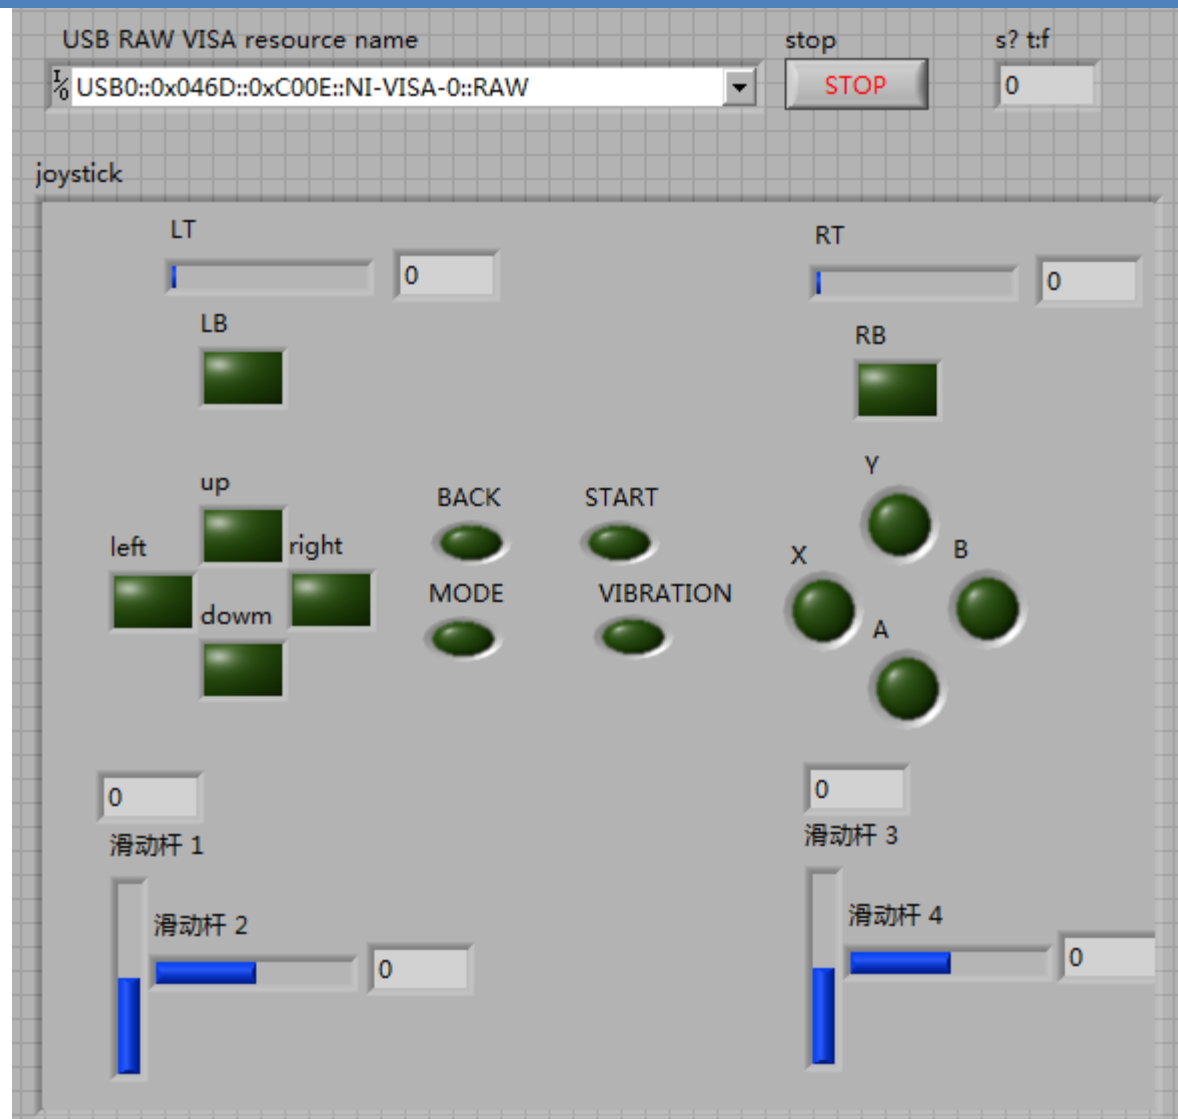 USB RAW VISA resource name
stop
s? t:f
I/O USB0::0x046D::0xC00E::NI-VISA-0::RAW
STOP
0
joystick
LT
0
RT
0
LB
RB
up
left
right
dowm
BACK
START
MODE
VIBRATION
Y
X
B
A
0
滑动杆 1
滑动杆 2
0
0
滑动杆 3
滑动杆 4
0